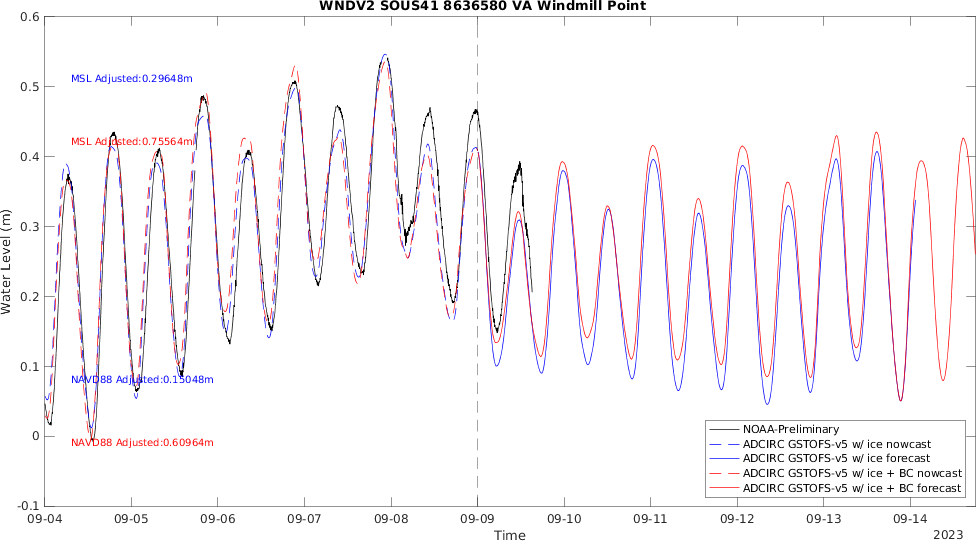 WNDV2 SOUS41 8636580 VA Windmill Point
0.6
0.5
0.4
0.3
0.2
0.1
0
-0.1
Water Level (m)
MSL Adjusted:0.29648m
MSL Adjusted:0.75564m
NAVD88 Adjusted:0.15048m
NAVD88 Adjusted:0.60964m
NOAA-Preliminary
ADCIRC GSTOFS-v5 w/ ice nowcast
ADCIRC GSTOFS-v5 w/ ice forecast
ADCIRC GSTOFS-v5 w/ ice + BC nowcast
ADCIRC GSTOFS-v5 w/ ice + BC forecast
09-04 09-05 09-06 09-07 09-08 09-09 09-10 09-11 09-12 09-13 09-14
Time
2023